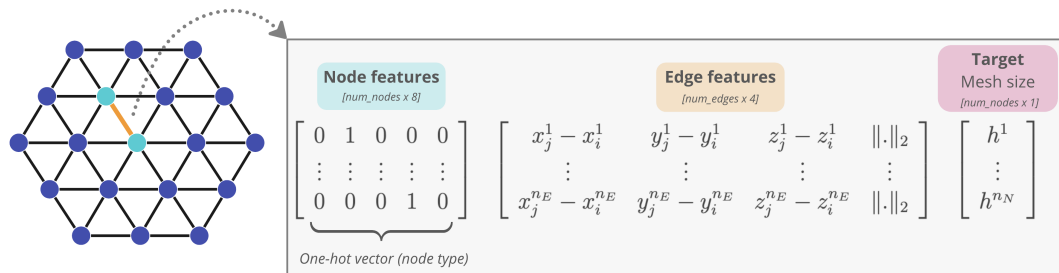 Node features
[num_nodes x 8]
Edge features
[num_edges x 4]
Target
Mesh size
[num_nodes x 1]
0 1 0 0 0
⋮ ⋮ ⋮ ⋮ ⋮
0 0 0 1 0
x_j^1 − x_i^1 y_j^1 − y_i^1 z_j^1 − z_i^1 ‖.‖_2
⋮ ⋮ ⋮ ⋮
x_j^{n_E} − x_i^{n_E} y_j^{n_E} − y_i^{n_E} z_j^{n_E} − z_i^{n_E} ‖.‖_2
h^1
⋮
h^{n_N}
One-hot vector (node type)